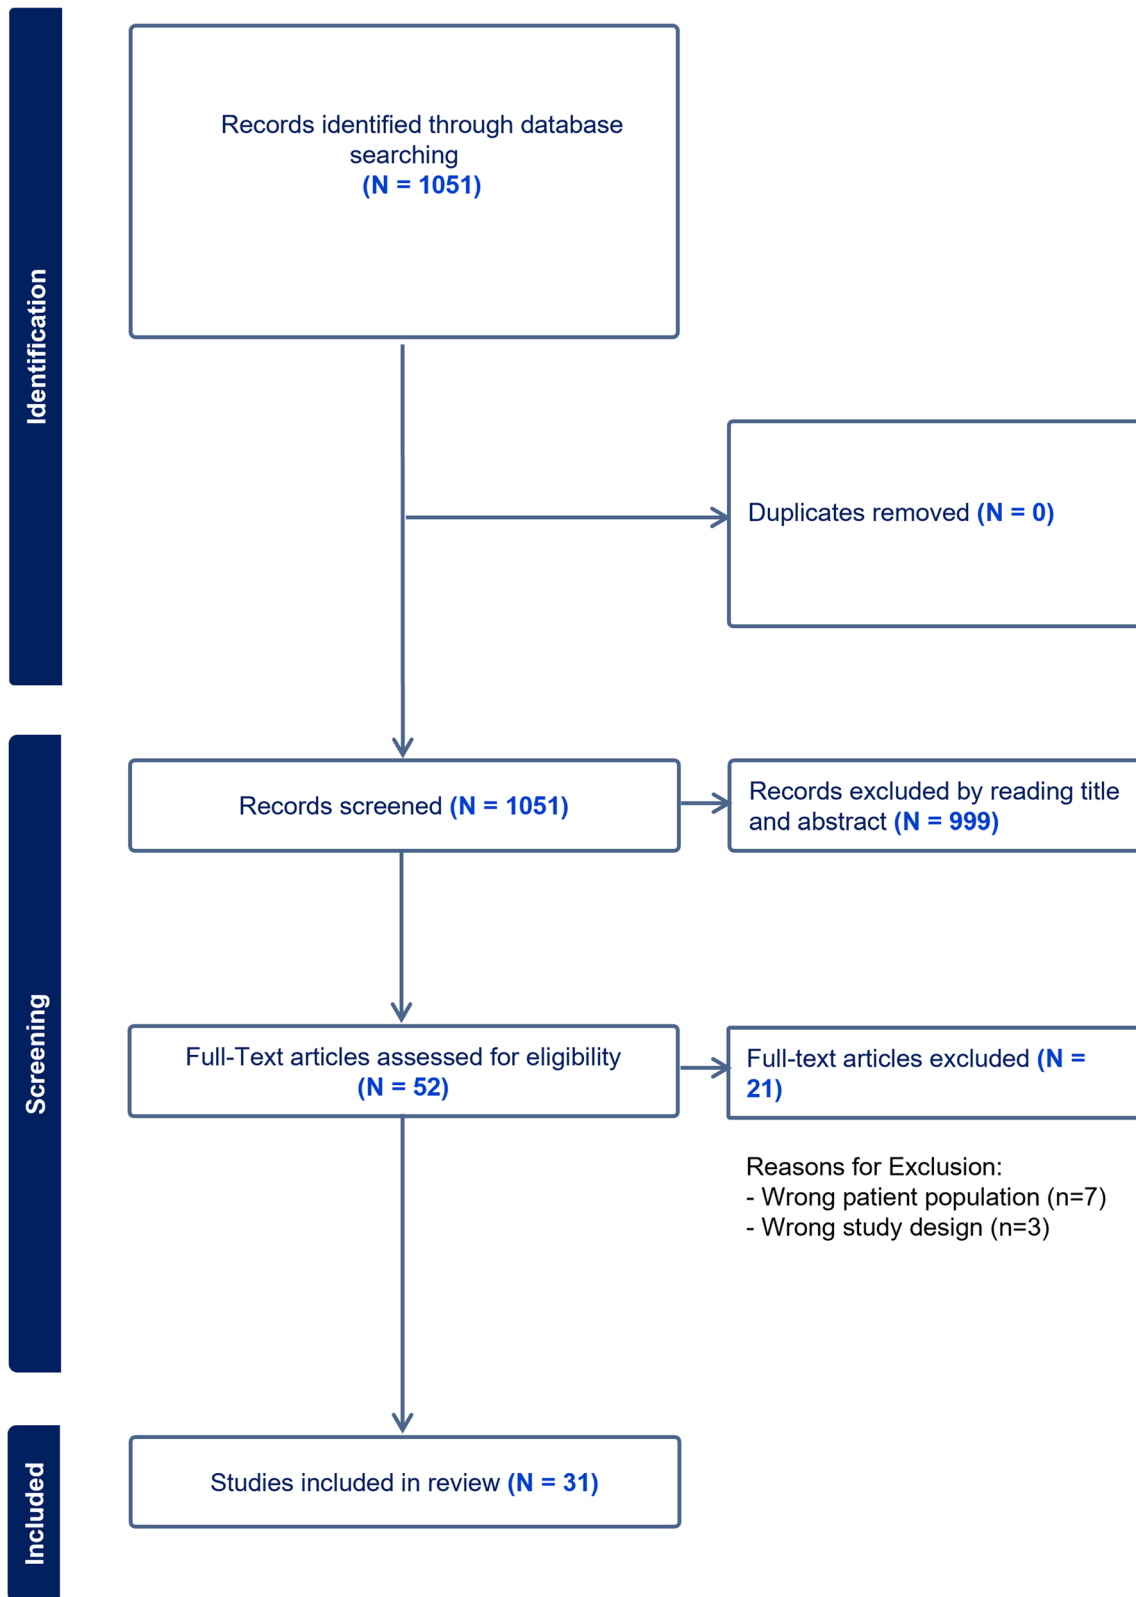 Identification
Records identified through database
searching
(N = 1051)
Duplicates removed (N = 0)
Screening
Records screened (N = 1051)
Records excluded by reading title
and abstract (N = 999)
Full-Text articles assessed for eligibility
(N = 52)
Full-text articles excluded (N =
21)
Reasons for Exclusion:
- Wrong patient population (n=7)
- Wrong study design (n=3)
Included
Studies included in review (N = 31)